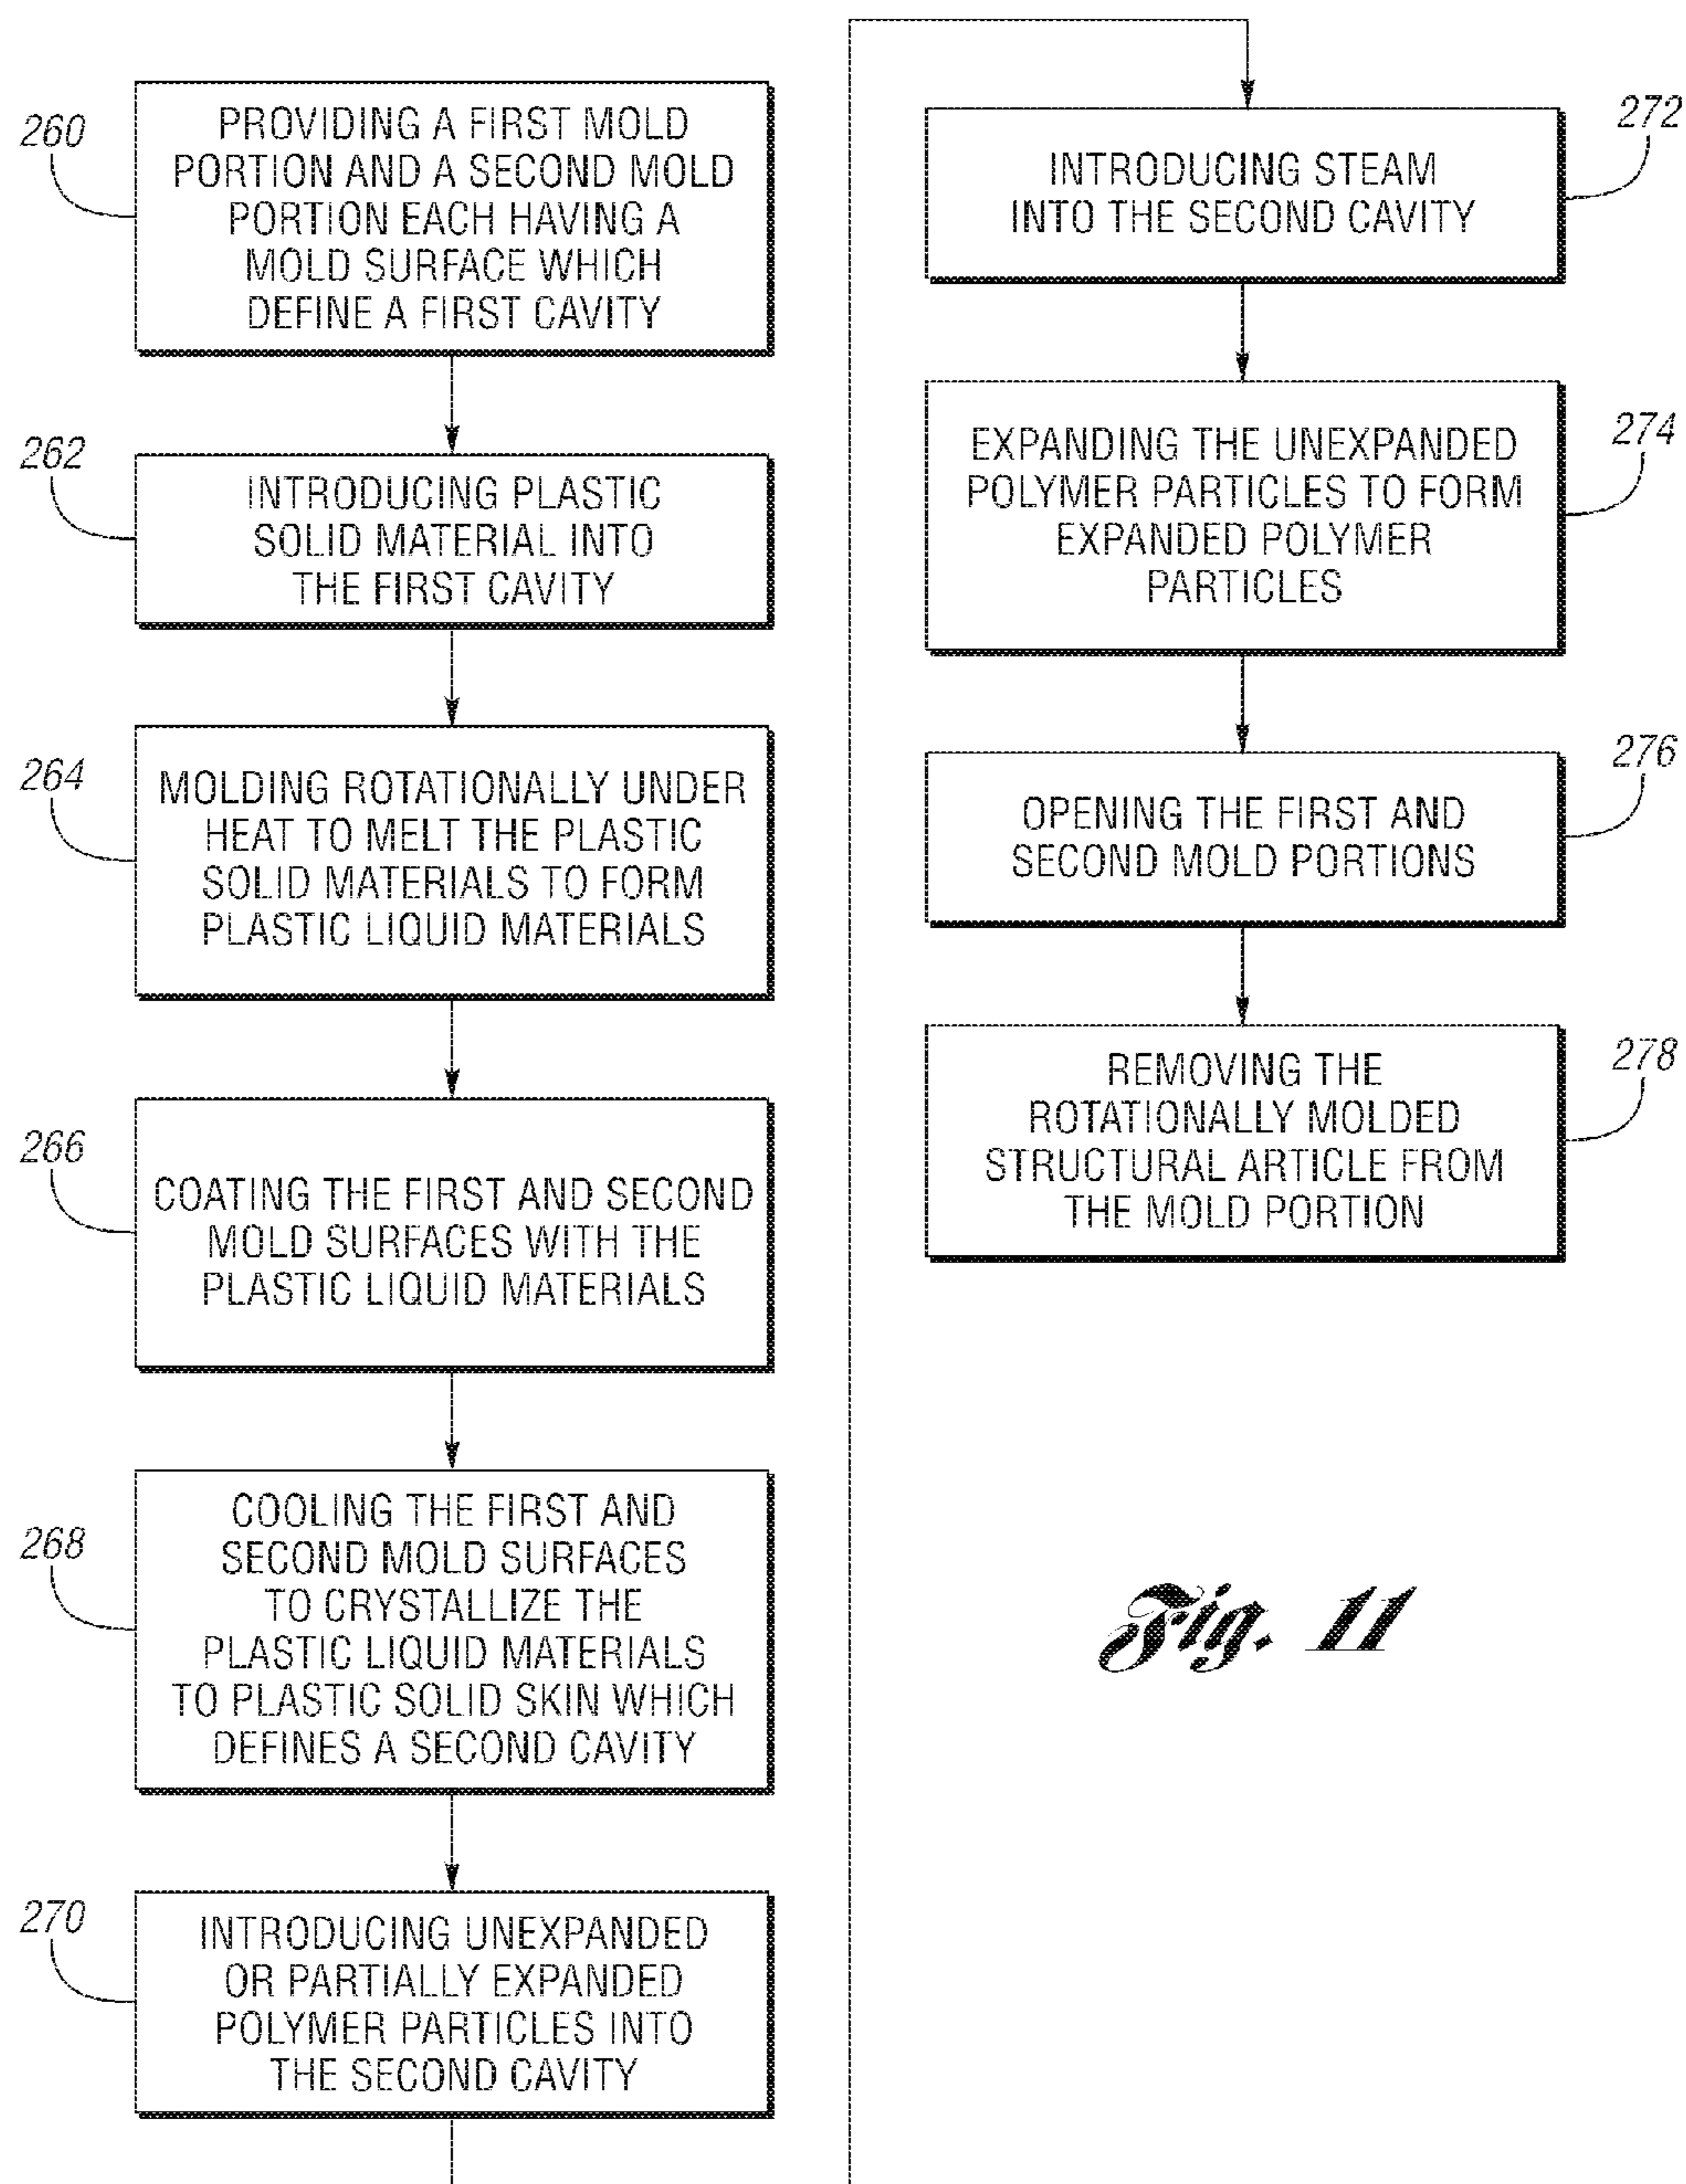 260
PROVIDING A FIRST MOLD
PORTION AND A SECOND MOLD
PORTION EACH HAVING A
MOLD SURFACE WHICH
DEFINE A FIRST CAVITY
262
INTRODUCING PLASTIC
SOLID MATERIAL INTO
THE FIRST CAVITY
264
MOLDING ROTATIONALLY UNDER
HEAT TO MELT THE PLASTIC
SOLID MATERIALS TO FORM
PLASTIC LIQUID MATERIALS
266
COATING THE FIRST AND SECOND
MOLD SURFACES WITH THE
PLASTIC LIQUID MATERIALS
268
COOLING THE FIRST AND
SECOND MOLD SURFACES
TO CRYSTALLIZE THE
PLASTIC LIQUID MATERIALS
TO PLASTIC SOLID SKIN WHICH
DEFINES A SECOND CAVITY
270
INTRODUCING UNEXPANDED
OR PARTIALLY EXPANDED
POLYMER PARTICLES INTO
THE SECOND CAVITY
272
INTRODUCING STEAM
INTO THE SECOND CAVITY
274
EXPANDING THE UNEXPANDED
POLYMER PARTICLES TO FORM
EXPANDED POLYMER
PARTICLES
276
OPENING THE FIRST AND
SECOND MOLD PORTIONS
278
REMOVING THE
ROTATIONALLY MOLDED
STRUCTURAL ARTICLE FROM
THE MOLD PORTION
Fig. 11